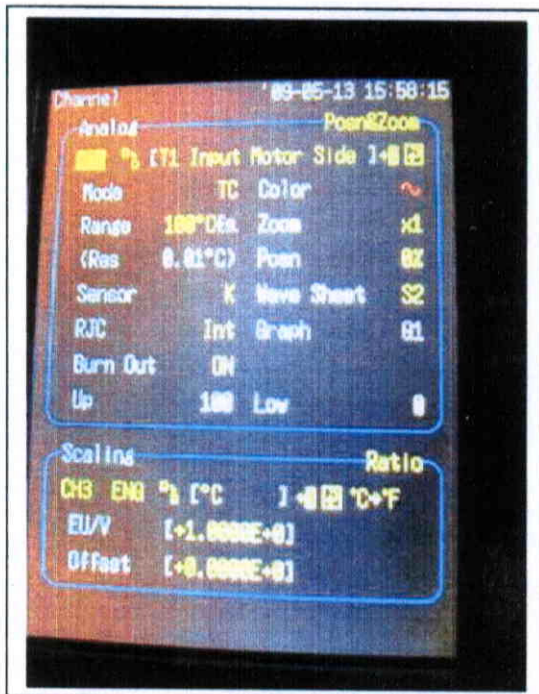 Channel '09-05-13 15:58:15
Analog Posn&Zoom
[T1 Input Motor Side ]
Mode TC Color
Range 100°C f.s. Zoom x1
(Res 0.01°C) Posn 0%
Sensor K Wave Sheet S2
RJC Int Graph G1
Burn Out ON
Up 100 Low 0
Scaling Ratio
CH3 ENG [°C ] °C→°F
EU/V [+1.0000E+0]
Offset [+0.0000E+0]